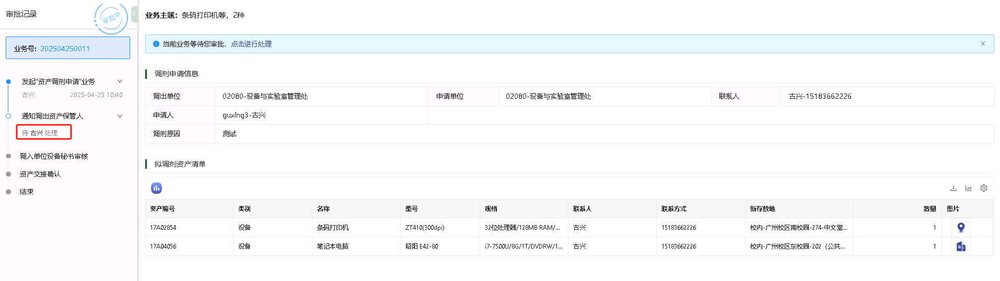 审批记录
审批中
业务号: 202504250011
发起"资产调剂申请"业务
古兴 2025-04-25 10:40
通知调出资产保管人
待 古兴 处理
调入单位设备秘书审核
资产交接确认
结束
业务主题: 条码打印机等, 2种
当前业务等待您审批, 点击进行处理
调剂申请信息
调出单位 02080-设备与实验室管理处 申请单位 02080-设备与实验室管理处 联系人 古兴-15183662226
申请人 guxing3-古兴
调剂原因 测试
拟调剂资产清单
资产编号 类别 名称 型号 规格 联系人 联系方式 新存放地 数量 图片
17A02854 设备 条码打印机 ZT410(300dpi) 32位处理器/128MB RAM/... 古兴 15183662226 校内-广州校区南校园-274-中文堂... 1
17A04056 设备 笔记本电脑 昭阳 E42-80 i7-7500U/8G/1T/DVDRW/1... 古兴 15183662226 校内-广州校区东校园-202（公共... 1